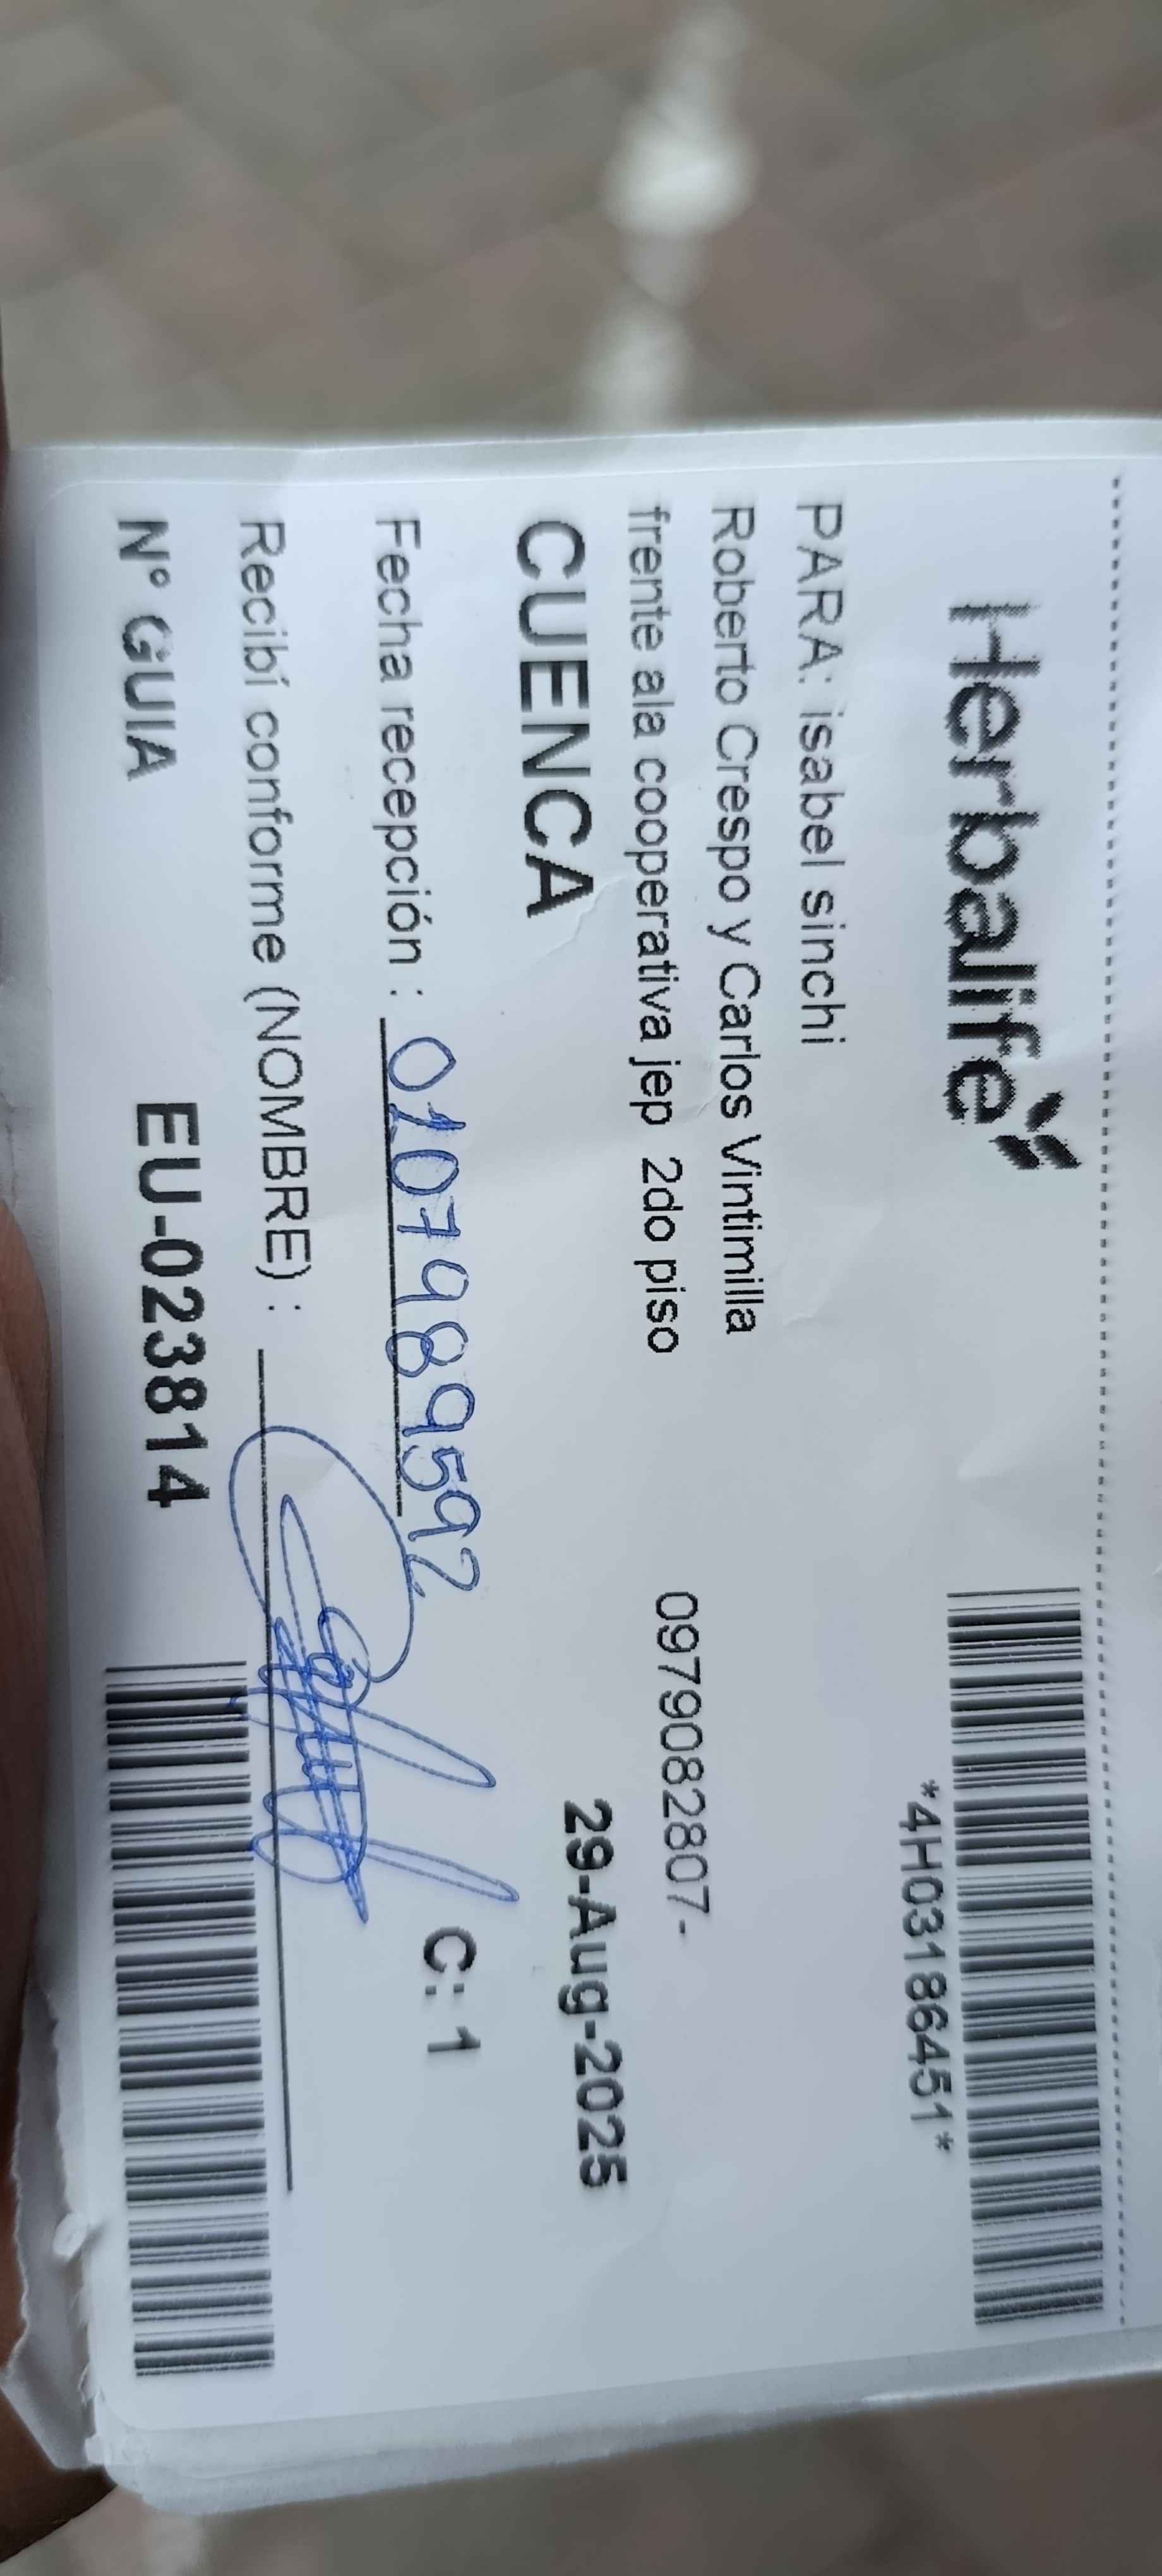 Herbalife
*4H03186451*
PARA: isabel sinchi
Roberto Crespo y Carlos Vintimilla
frente ala cooperativa jep 2do piso
0979082807-
CUENCA
29-Aug-2025
Fecha recepción : 0107989592
C: 1
Recibí conforme (NOMBRE) :
N° GUIA EU-023814